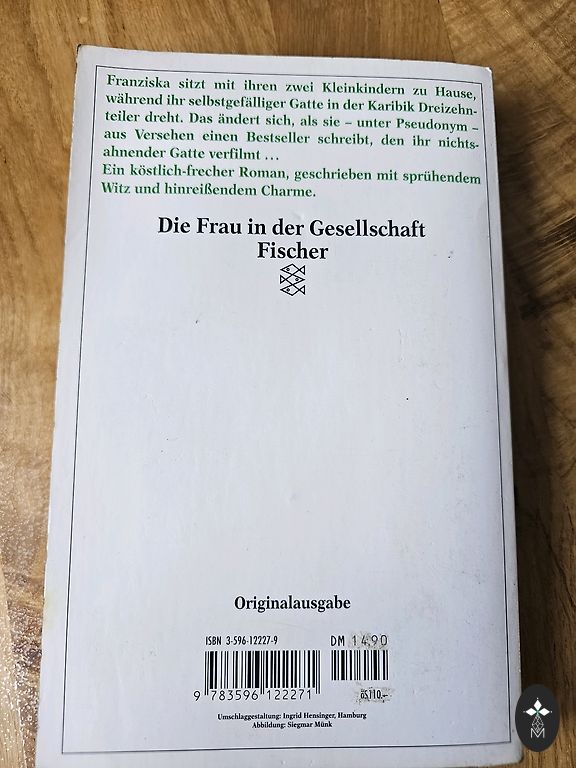 Franziska sitzt mit ihren zwei Kleinkindern zu Hause,
während ihr selbstgefälliger Gatte in der Karibik Dreizehn-
teiler dreht. Das ändert sich, als sie – unter Pseudonym –
aus Versehen einen Bestseller schreibt, den ihr nichts-
ahnender Gatte verfilmt ...
Ein köstlich-frecher Roman, geschrieben mit sprühendem
Witz und hinreißendem Charme.
Die Frau in der Gesellschaft
Fischer
Originalausgabe
ISBN 3-596-12227-9
DM 14.90
9 783596 122271
öS110.–
Umschlaggestaltung: Ingrid Hensinger, Hamburg
Abbildung: Siegmar Münk